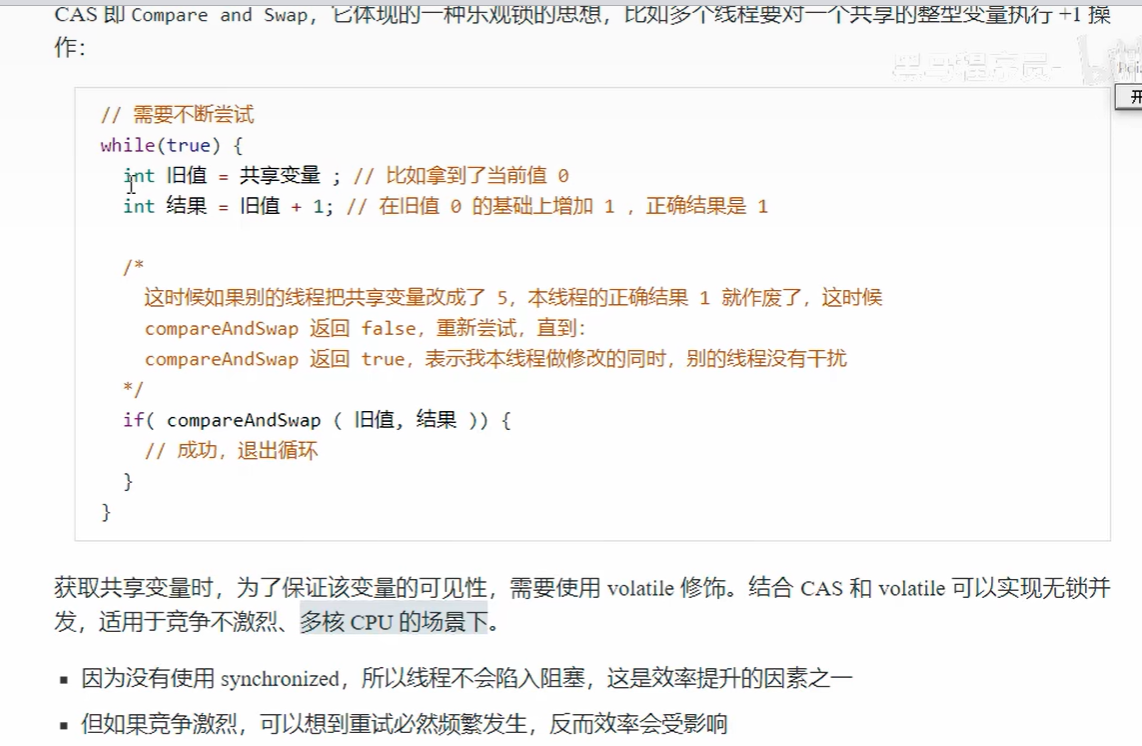 CAS 即 Compare and Swap，它体现的一种乐观锁的思想，比如多个线程要对一个共享的整型变量执行 +1 操
作：
黑马程序员-
开
// 需要不断尝试
while(true) {
int 旧值 = 共享变量 ; // 比如拿到了当前值 0
int 结果 = 旧值 + 1; // 在旧值 0 的基础上增加 1 ，正确结果是 1
/*
这时候如果别的线程把共享变量改成了 5，本线程的正确结果 1 就作废了，这时候
compareAndSwap 返回 false，重新尝试，直到：
compareAndSwap 返回 true，表示我本线程做修改的同时，别的线程没有干扰
*/
if( compareAndSwap ( 旧值, 结果 )) {
// 成功，退出循环
}
}
获取共享变量时，为了保证该变量的可见性，需要使用 volatile 修饰。结合 CAS 和 volatile 可以实现无锁并
发，适用于竞争不激烈、多核 CPU 的场景下。
▪ 因为没有使用 synchronized，所以线程不会陷入阻塞，这是效率提升的因素之一
▪ 但如果竞争激烈，可以想到重试必然频繁发生，反而效率会受影响